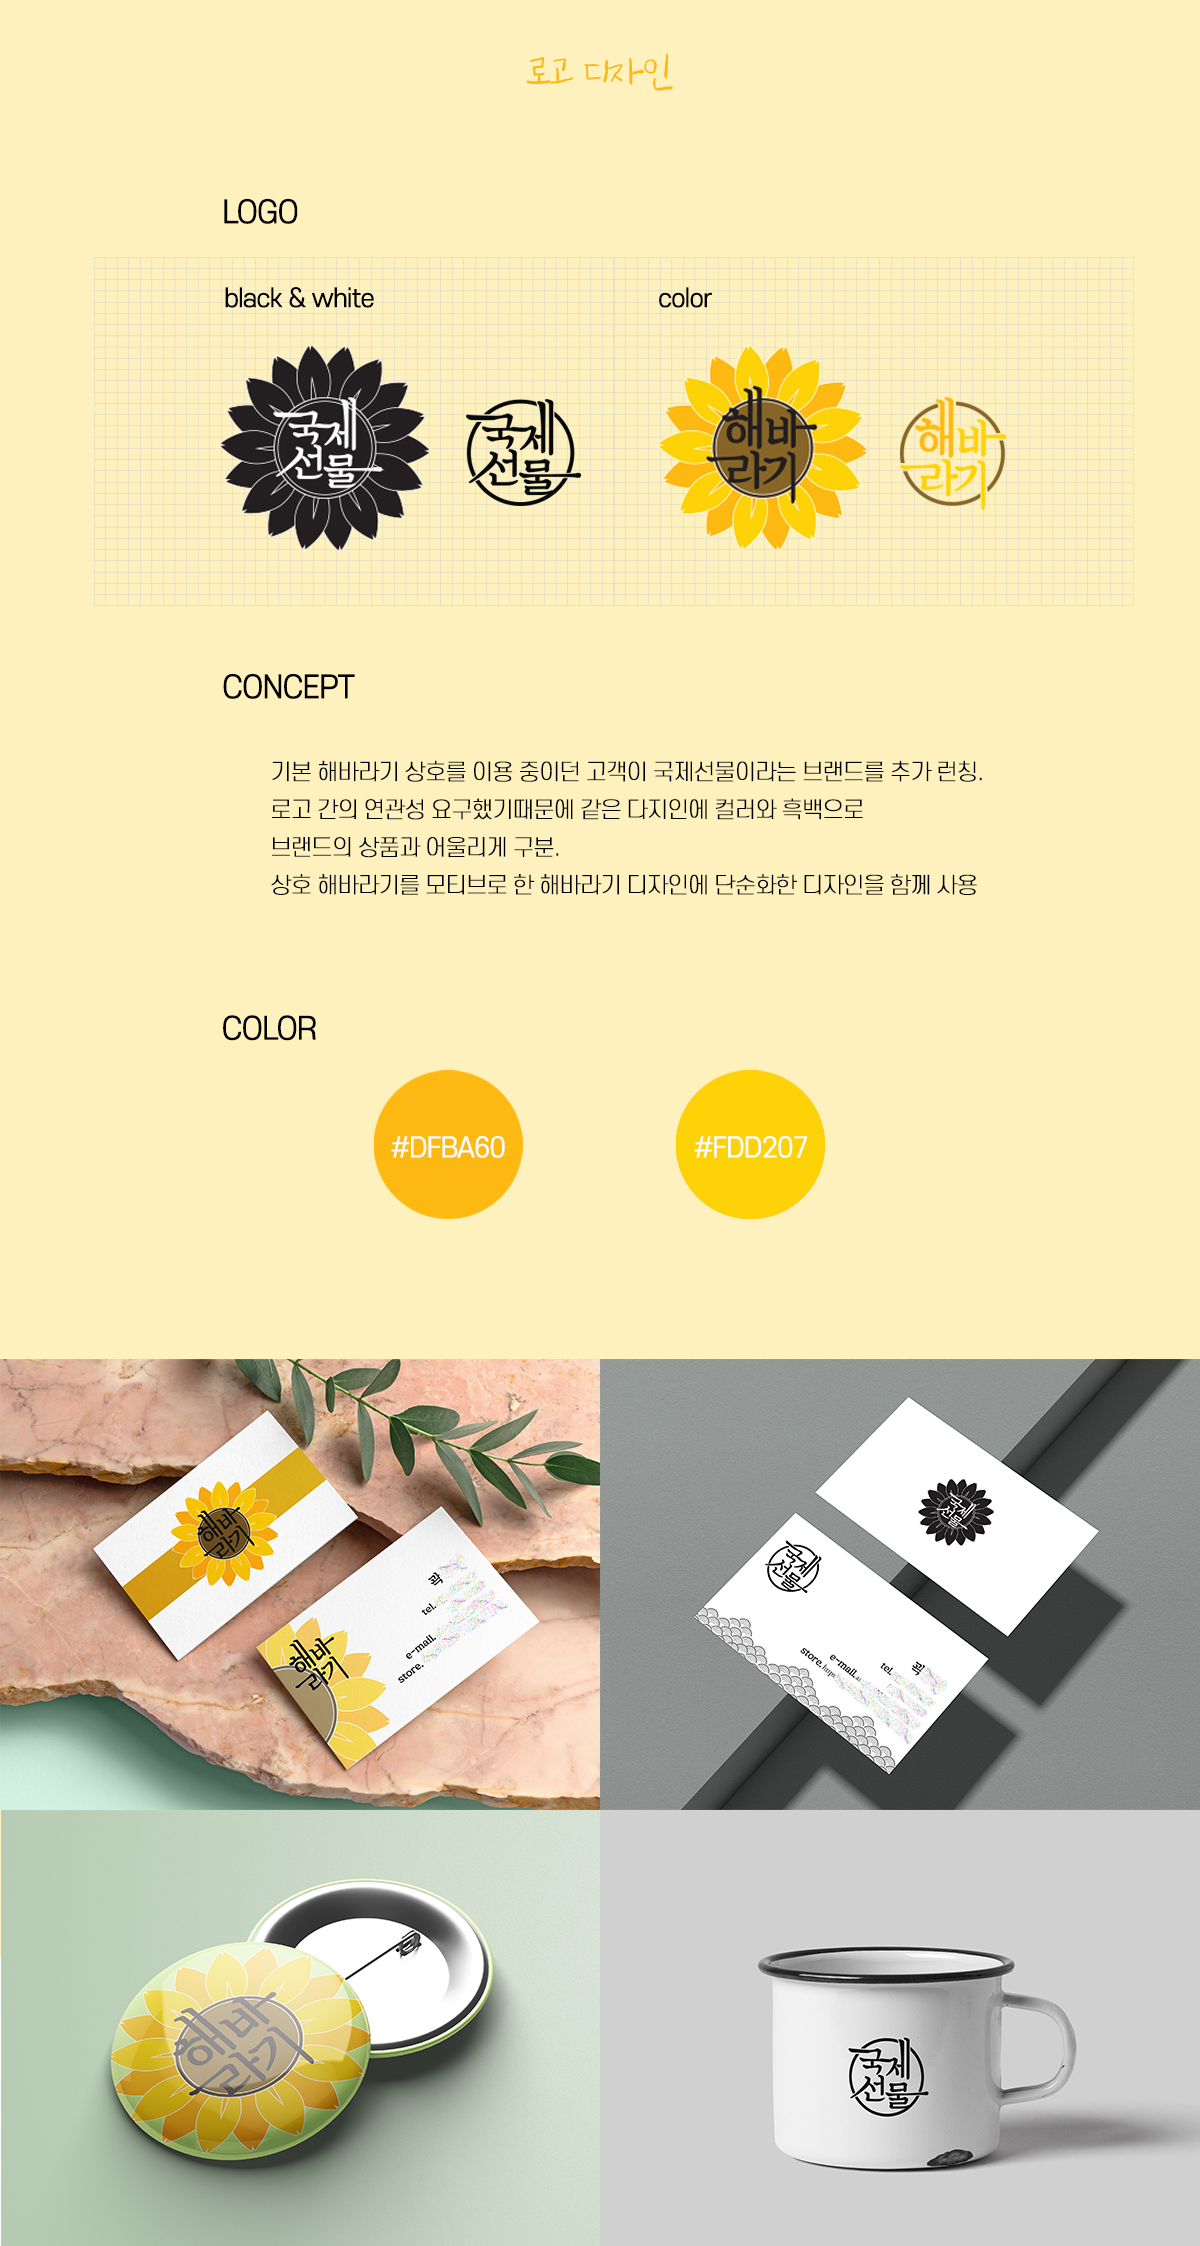 로고 디자인
LOGO
black & white
color
국제
선물
국제
선물
해바
라기
해바
라기
CONCEPT
기본 해바라기 상호를 이용 중이던 고객이 국제선물이라는 브랜드를 추가 런칭.
로고 간의 연관성 요구했기때문에 같은 다지인에 컬러와 흑백으로
브랜드의 상품과 어울리게 구분.
상호 해바라기를 모티브로 한 해바라기 디자인에 단순화한 디자인을 함께 사용
COLOR
#DFBA60
#FDD207
해바
라기
곽
tel.
e-mail.
store.
해바
라기
국제
선물
국제
선물
곽
tel.
e-mail.
store.
해바
라기
국제
선물